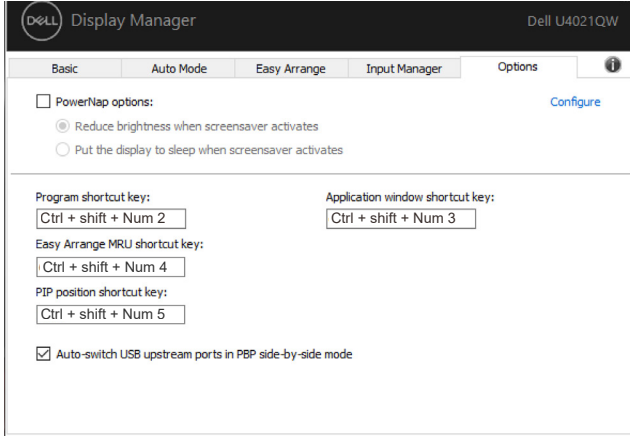 DELL Display Manager Dell U4021QW
Basic Auto Mode Easy Arrange Input Manager Options i
PowerNap options: Configure
Reduce brightness when screensaver activates
Put the display to sleep when screensaver activates
Program shortcut key: Application window shortcut key:
Ctrl + shift + Num 2 Ctrl + shift + Num 3
Easy Arrange MRU shortcut key:
Ctrl + shift + Num 4
PIP position shortcut key:
Ctrl + shift + Num 5
Auto-switch USB upstream ports in PBP side-by-side mode